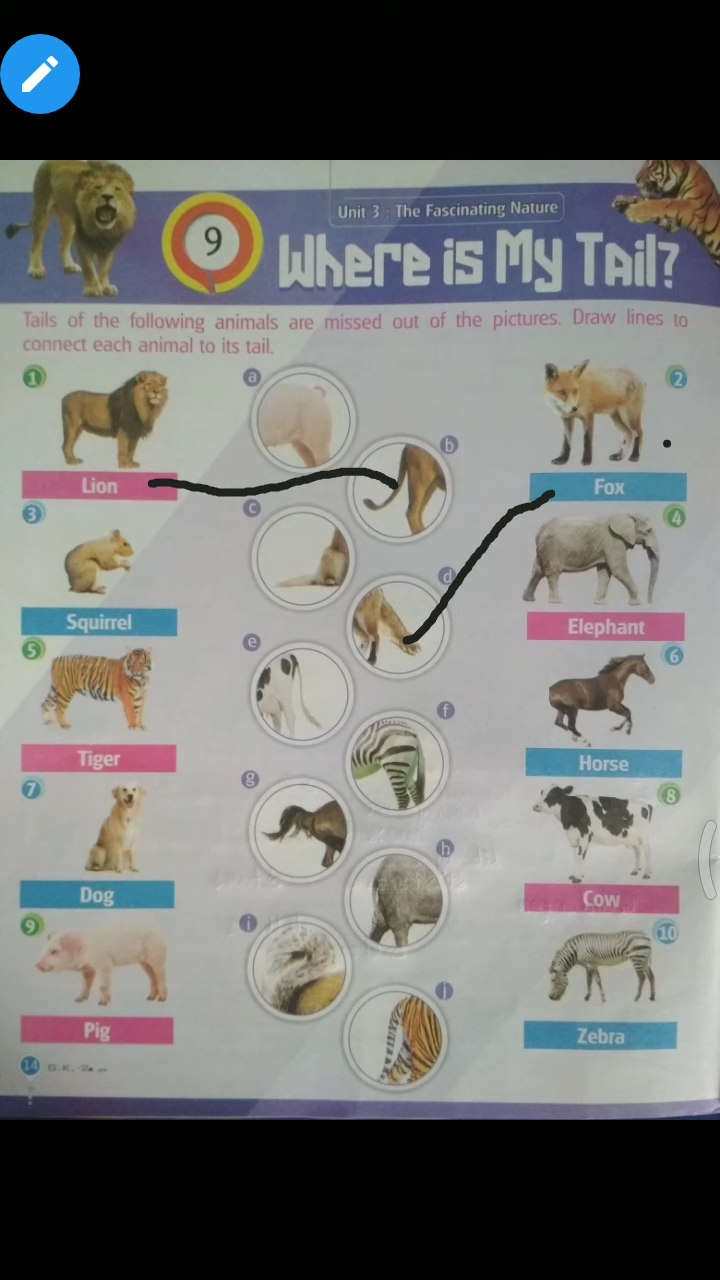 Unit 3 : The Fascinating Nature
9
Where is My Tail?
Tails of the following animals are missed out of the pictures. Draw lines to
connect each animal to its tail.
1
a
2
b
Lion
Fox
3
c
4
d
Squirrel
Elephant
5
e
6
f
Tiger
Horse
7
g
8
h
Dog
Cow
9
i
10
j
Pig
Zebra
14 G.K.-2